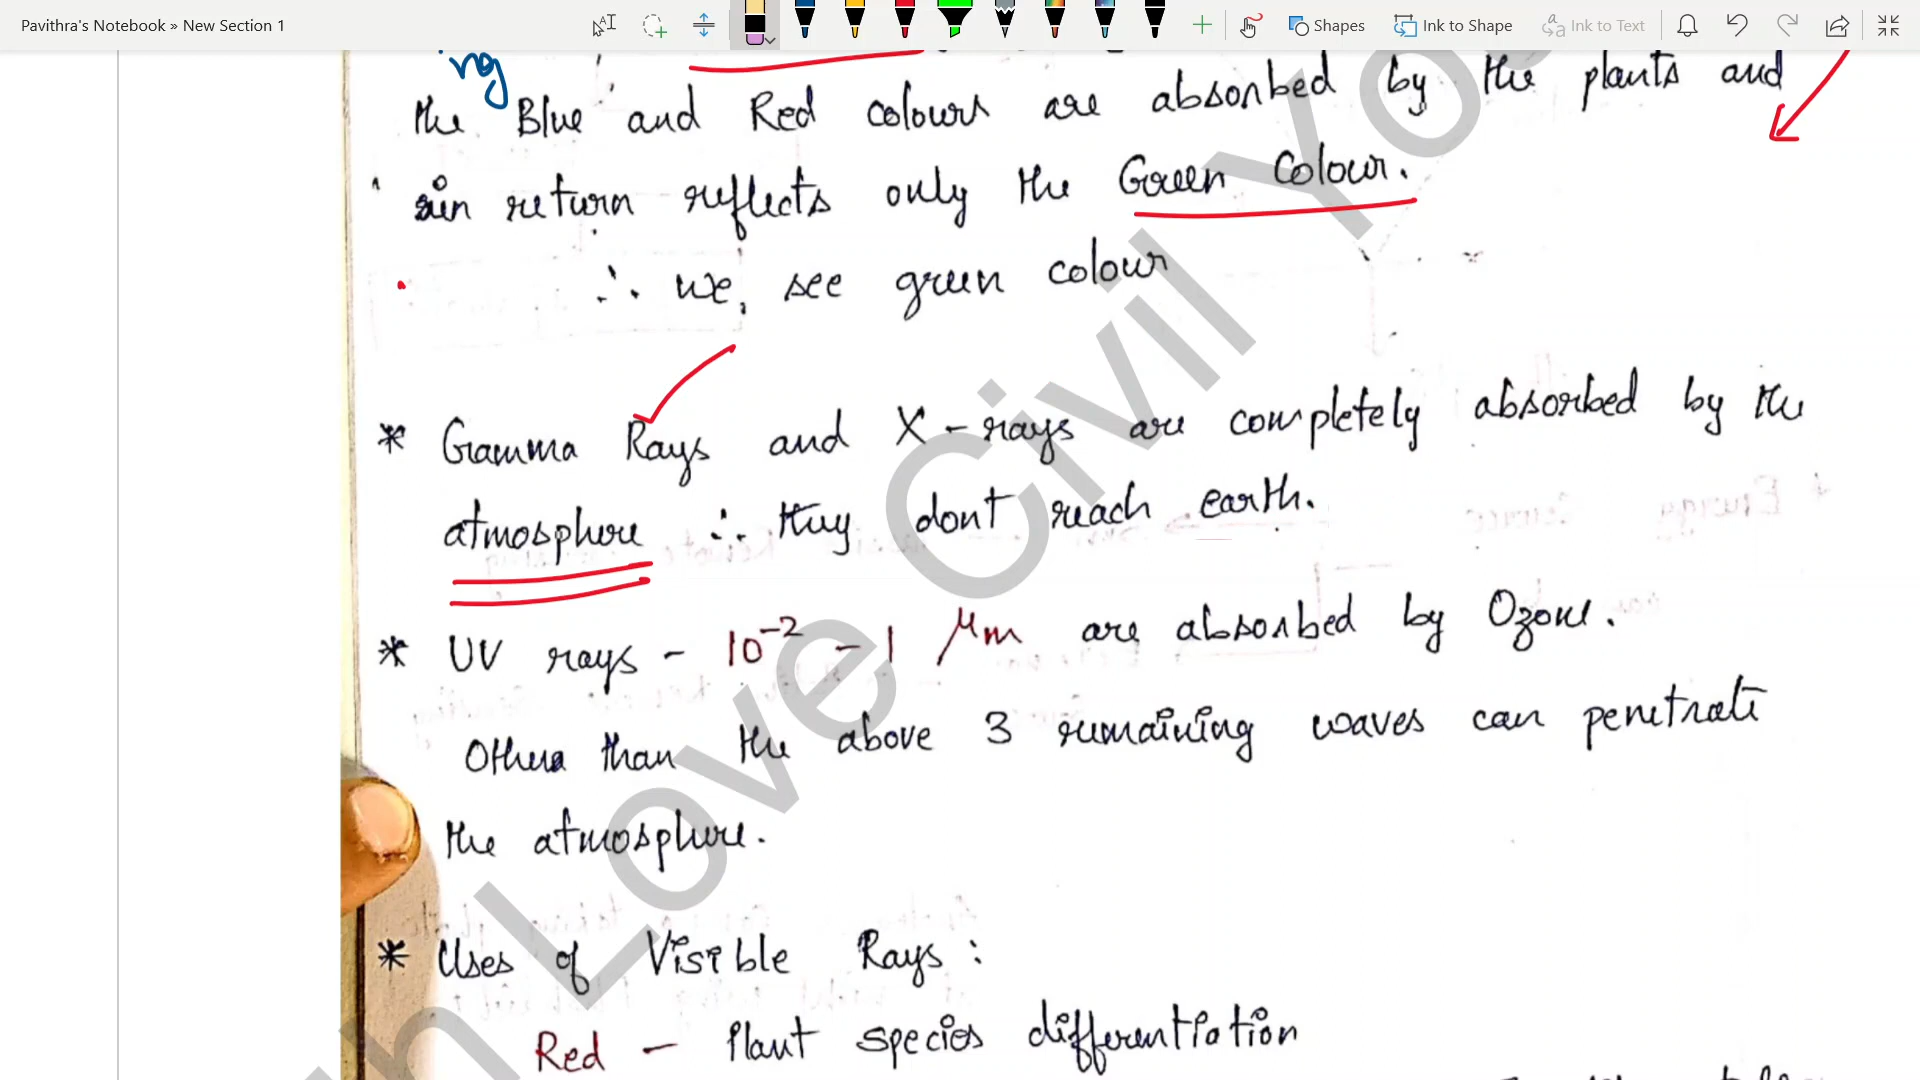 Pavithra's Notebook » New Section 1
Shapes
Ink to Shape
Ink to Text
ng
the Blue and Red colours are absorbed by the plants and
in return reflects only the Green Colour.
∴ we, see green colour
* Gamma Rays and X-rays are completely absorbed by the
atmosphere ∴ they dont reach earth.
* UV rays - 10⁻² - 1 μm are absorbed by Ozone.
Other than the above 3 remaining waves can penetrate
the atmosphere.
* Uses of Visible Rays :
Red - Plant species differentiation
Love Civil